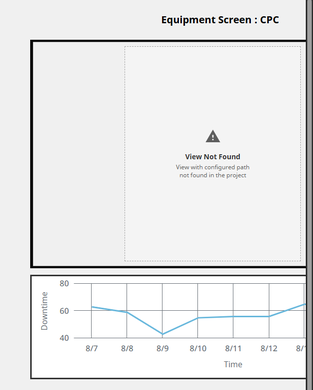 Equipment Screen : CPC
View Not Found
View with configured path
not found in the project
Downtime
80
60
40
8/7 8/8 8/9 8/10 8/11 8/12
Time